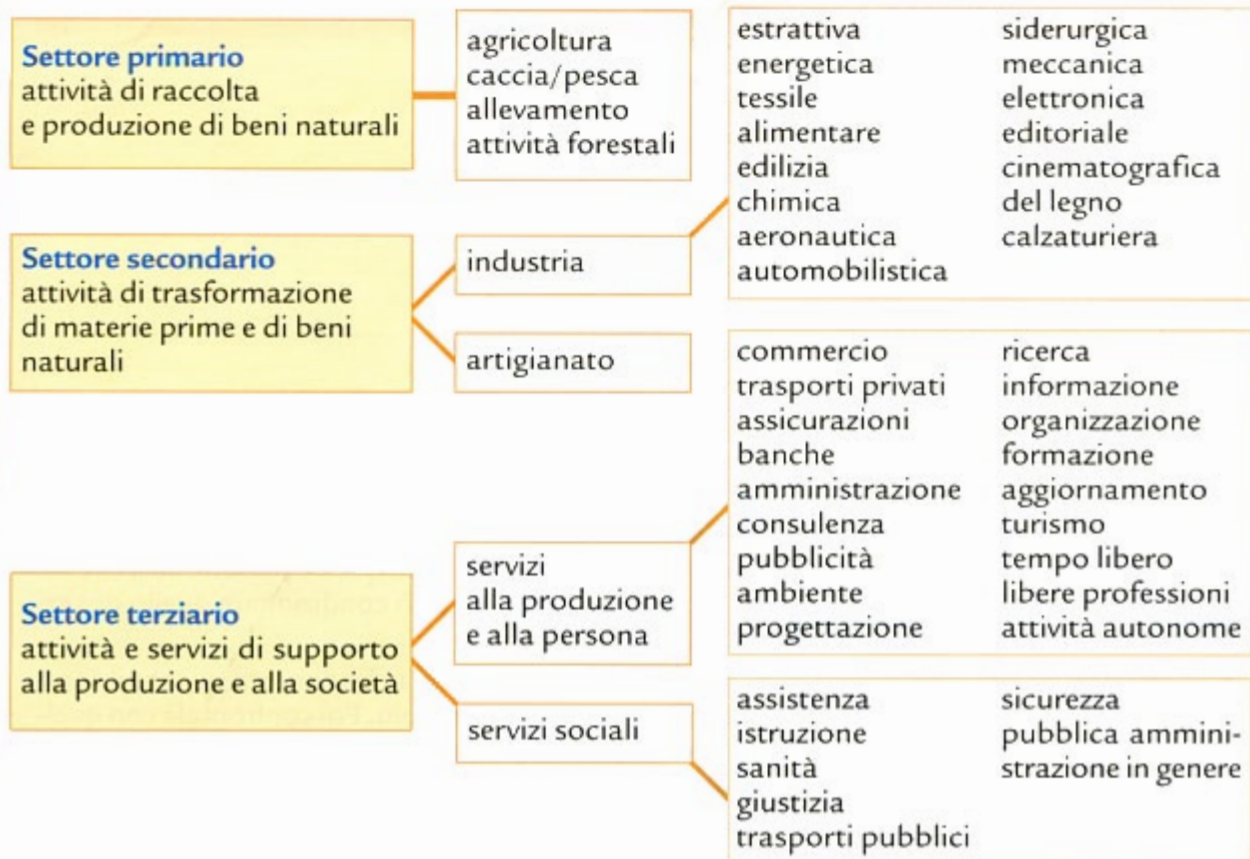 Settore primario
attività di raccolta
e produzione di beni naturali
agricoltura
caccia/pesca
allevamento
attività forestali
Settore secondario
attività di trasformazione
di materie prime e di beni
naturali
industria
estrattiva
energetica
tessile
alimentare
edilizia
chimica
aeronautica
automobilistica
siderurgica
meccanica
elettronica
editoriale
cinematografica
del legno
calzaturiera
artigianato
Settore terziario
attività e servizi di supporto
alla produzione e alla società
servizi
alla produzione
e alla persona
commercio
trasporti privati
assicurazioni
banche
amministrazione
consulenza
pubblicità
ambiente
progettazione
ricerca
informazione
organizzazione
formazione
aggiornamento
turismo
tempo libero
libere professioni
attività autonome
servizi sociali
assistenza
istruzione
sanità
giustizia
trasporti pubblici
sicurezza
pubblica ammini-
strazione in genere